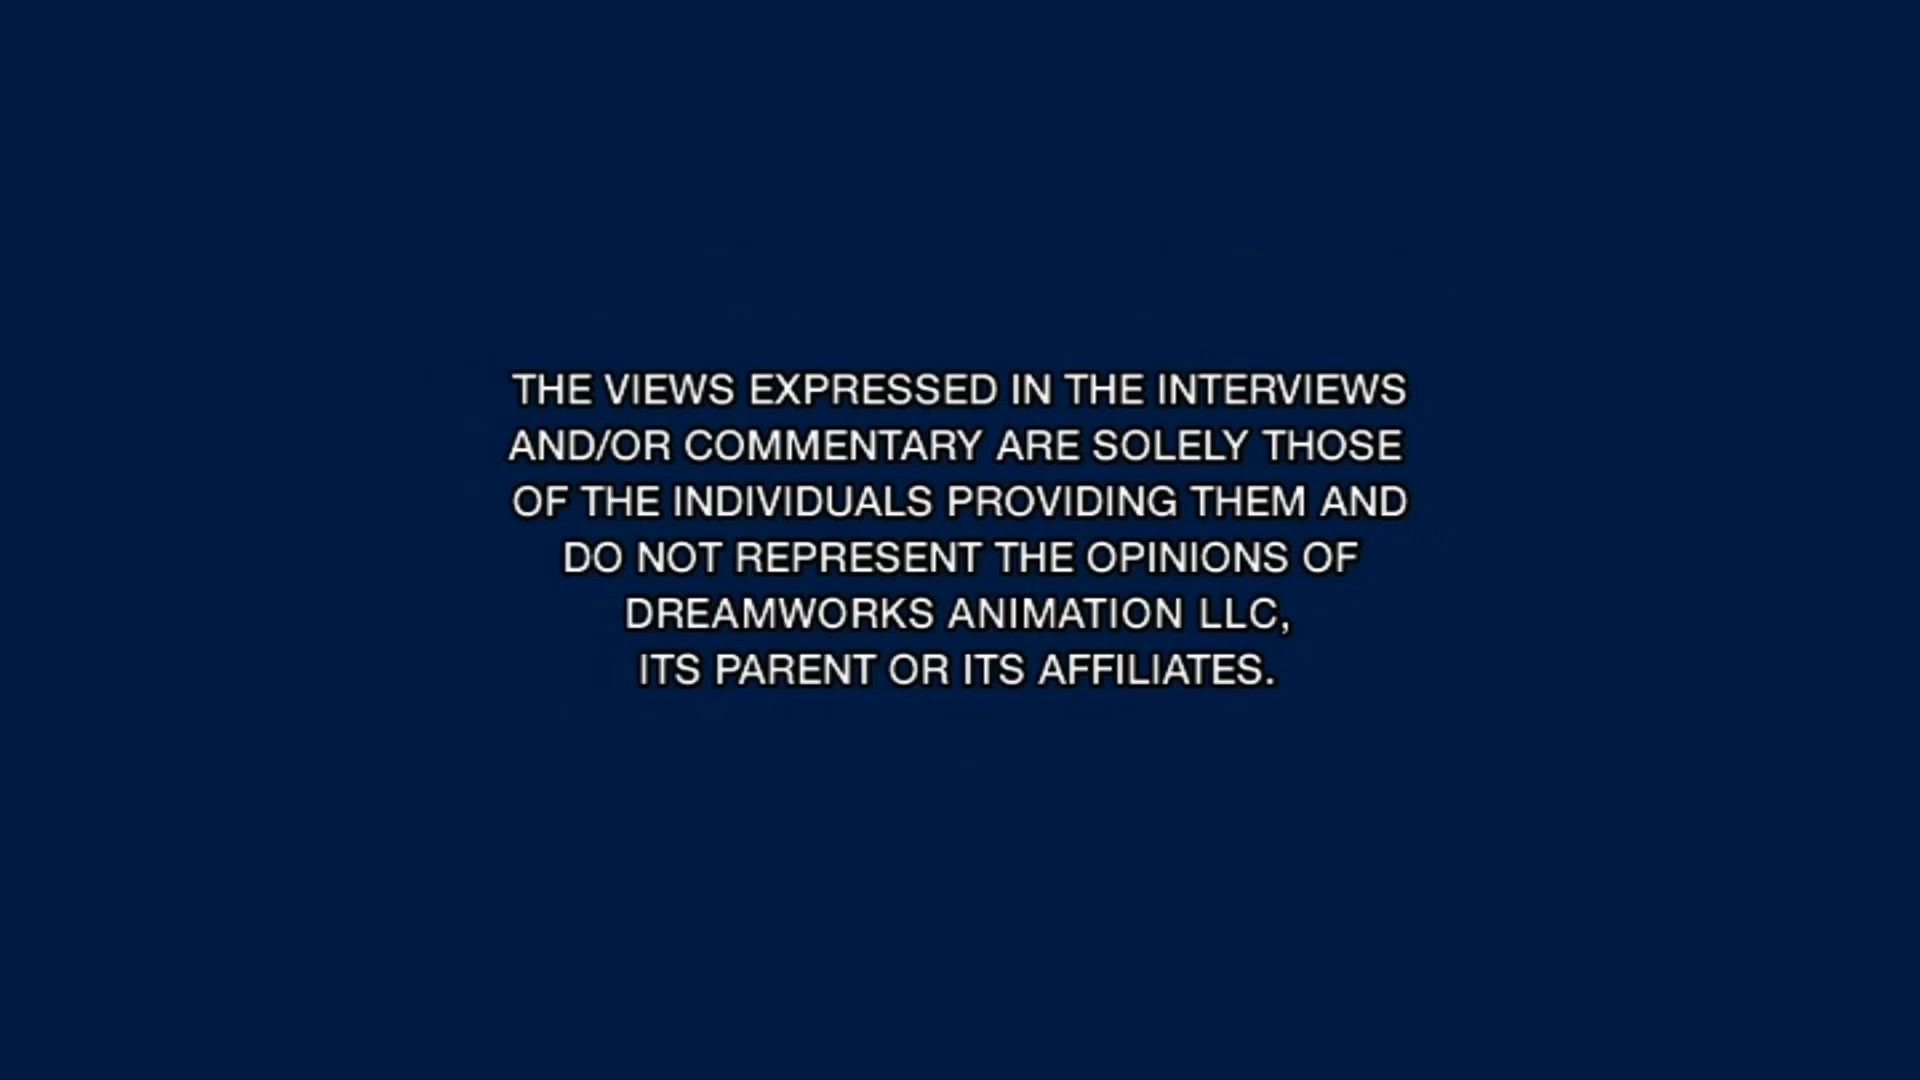 THE VIEWS EXPRESSED IN THE INTERVIEWS
AND/OR COMMENTARY ARE SOLELY THOSE
OF THE INDIVIDUALS PROVIDING THEM AND
DO NOT REPRESENT THE OPINIONS OF
DREAMWORKS ANIMATION LLC,
ITS PARENT OR ITS AFFILIATES.